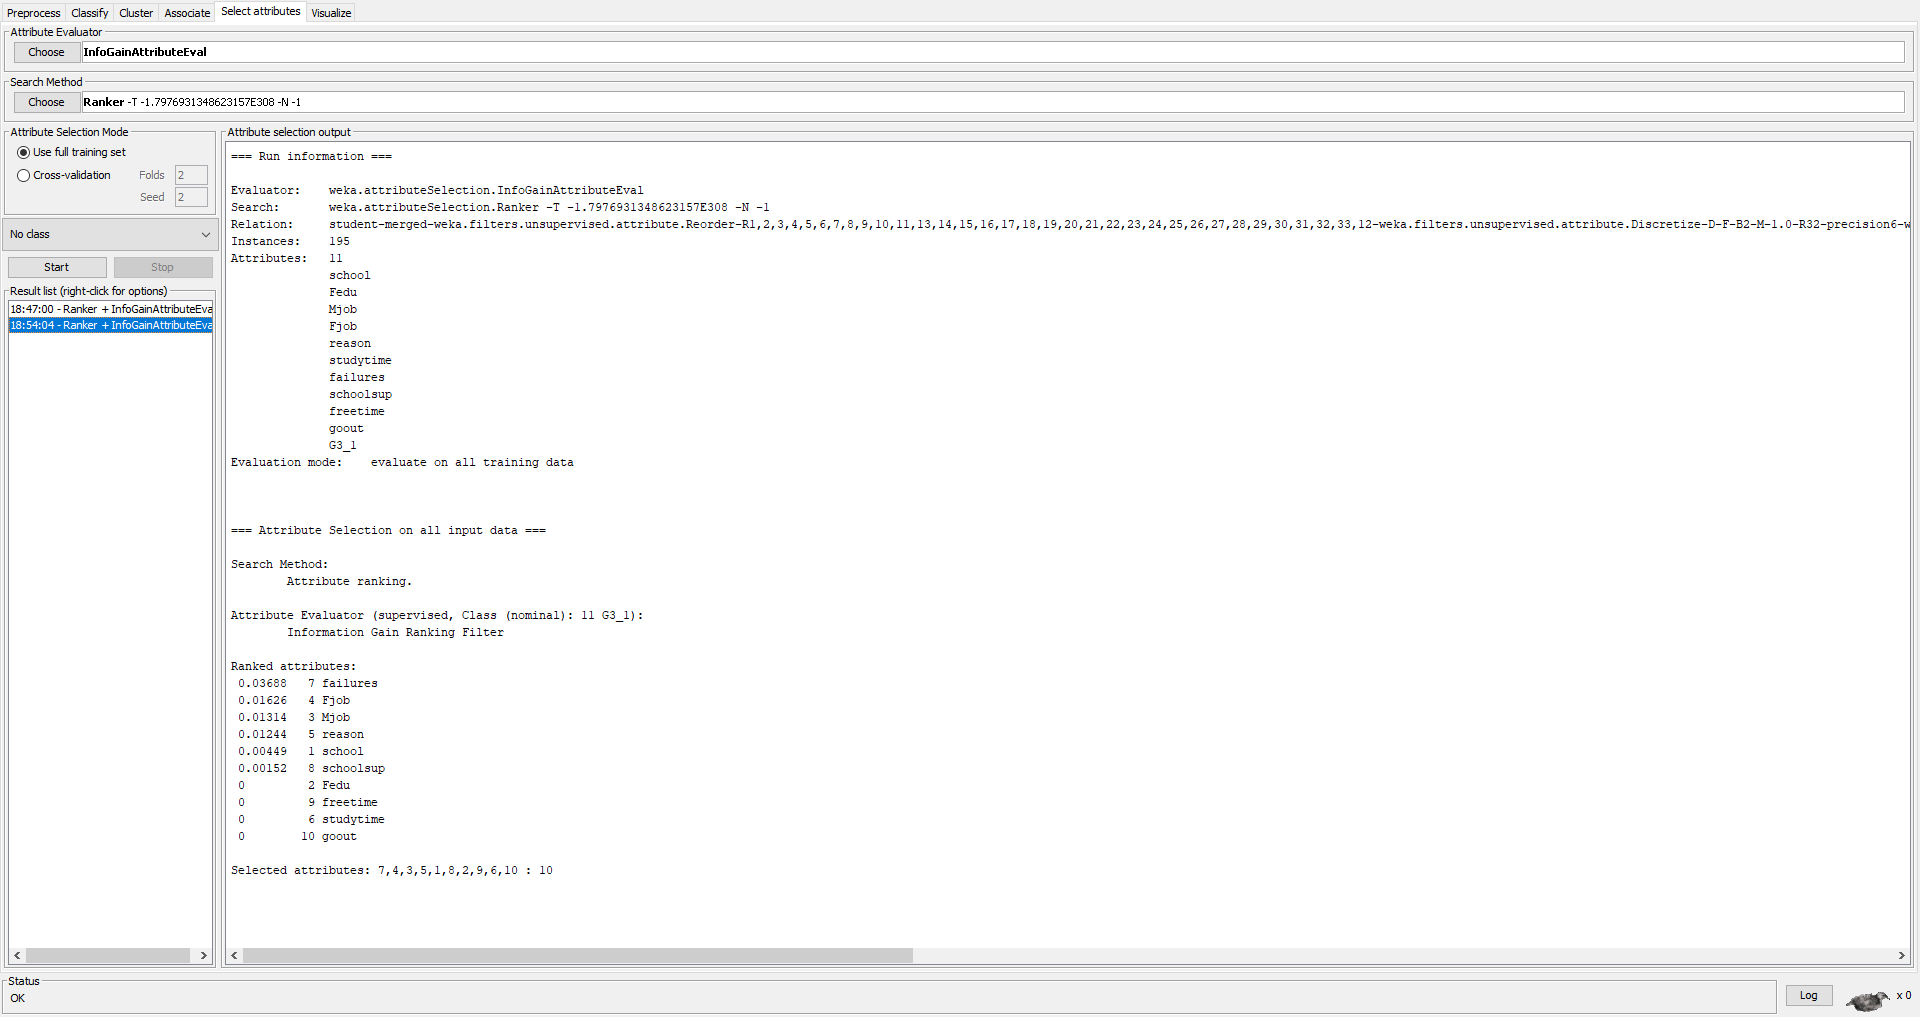 Preprocess Classify Cluster Associate Select attributes Visualize
Attribute Evaluator
Choose InfoGainAttributeEval
Search Method
Choose Ranker -T -1.7976931348623157E308 -N -1
Attribute Selection Mode
Use full training set
Cross-validation Folds 2
Seed 2
No class
Start Stop
Result list (right-click for options)
18:47:00 - Ranker + InfoGainAttributeEva
18:54:04 - Ranker + InfoGainAttributeEva
Attribute selection output
=== Run information ===
Evaluator: weka.attributeSelection.InfoGainAttributeEval
Search: weka.attributeSelection.Ranker -T -1.7976931348623157E308 -N -1
Relation: student-merged-weka.filters.unsupervised.attribute.Reorder-R1,2,3,4,5,6,7,8,9,10,11,13,14,15,16,17,18,19,20,21,22,23,24,25,26,27,28,29,30,31,32,33,12-weka.filters.unsupervised.attribute.Discretize-D-F-B2-M-1.0-R32-precision6-w
Instances: 195
Attributes: 11
school
Fedu
Mjob
Fjob
reason
studytime
failures
schoolsup
freetime
goout
G3_1
Evaluation mode: evaluate on all training data
=== Attribute Selection on all input data ===
Search Method:
Attribute ranking.
Attribute Evaluator (supervised, Class (nominal): 11 G3_1):
Information Gain Ranking Filter
Ranked attributes:
0.03688 7 failures
0.01626 4 Fjob
0.01314 3 Mjob
0.01244 5 reason
0.00449 1 school
0.00152 8 schoolsup
0 2 Fedu
0 9 freetime
0 6 studytime
0 10 goout
Selected attributes: 7,4,3,5,1,8,2,9,6,10 : 10
Status
OK
Log x 0